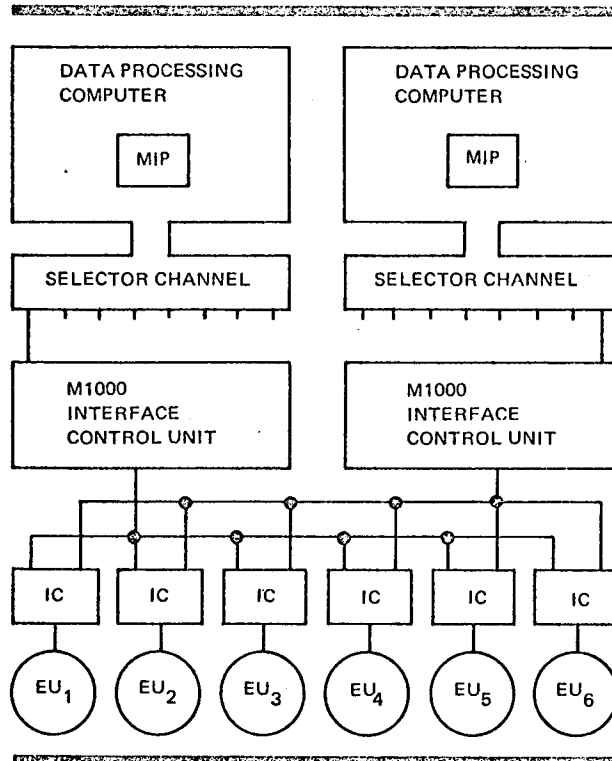 DATA PROCESSING
COMPUTER
MIP
SELECTOR CHANNEL
M1000
INTERFACE
CONTROL UNIT
DATA PROCESSING
COMPUTER
MIP
SELECTOR CHANNEL
M1000
INTERFACE
CONTROL UNIT
IC IC IC IC IC IC
EU1 EU2 EU3 EU4 EU5 EU6